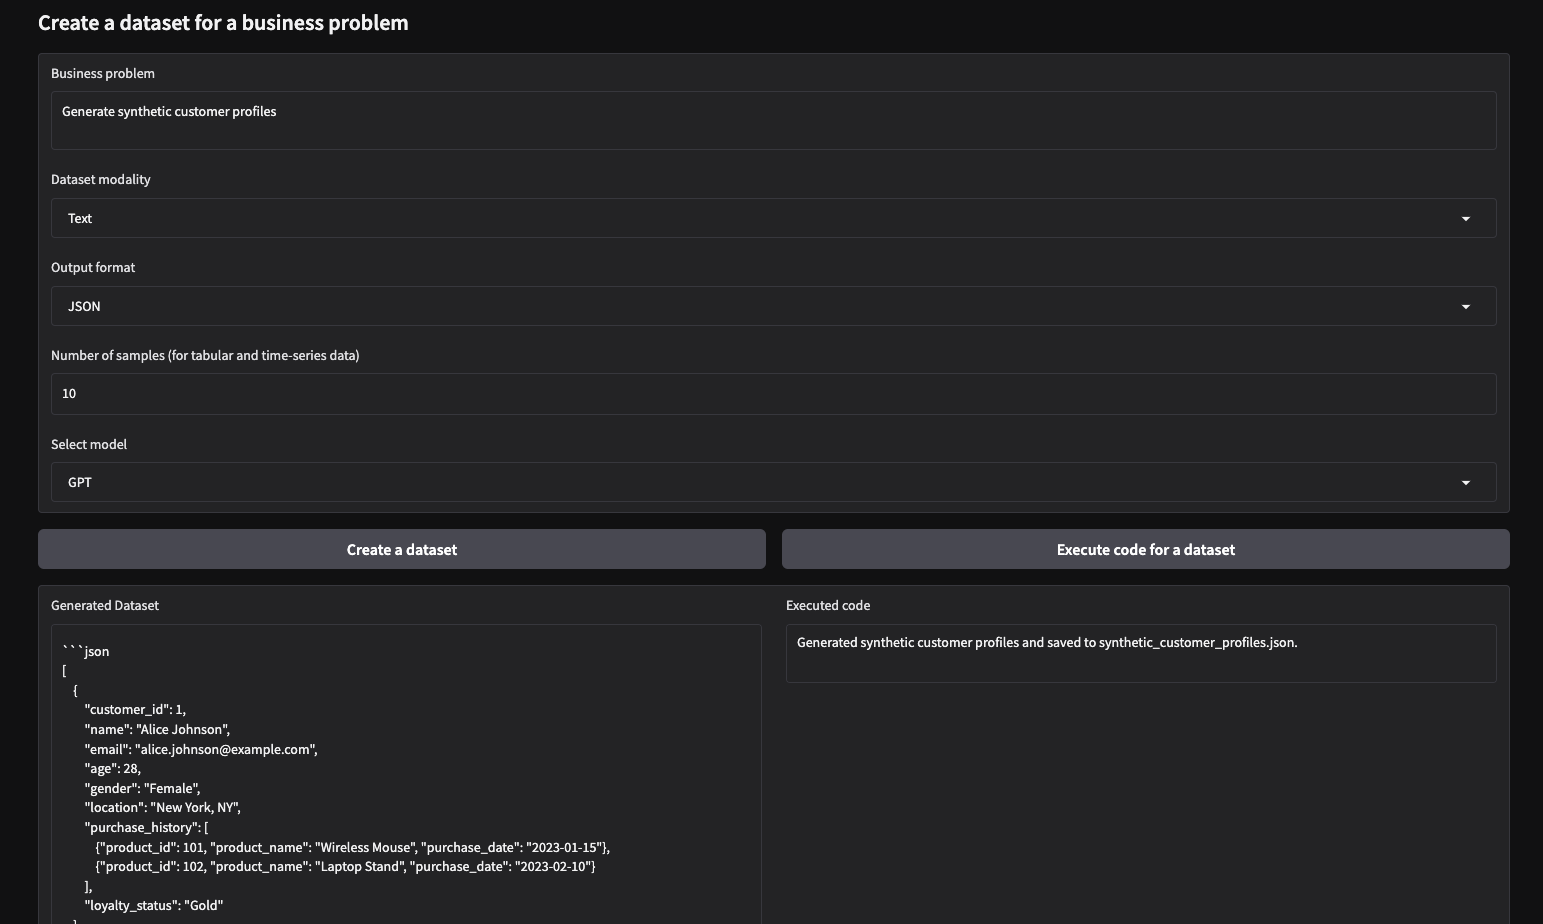 Create a dataset for a business problem
Business problem
Generate synthetic customer profiles
Dataset modality
Text
Output format
JSON
Number of samples (for tabular and time-series data)
10
Select model
GPT
Create a dataset
Execute code for a dataset
Generated Dataset
```json
[
{
"customer_id": 1,
"name": "Alice Johnson",
"email": "alice.johnson@example.com",
"age": 28,
"gender": "Female",
"location": "New York, NY",
"purchase_history": [
{"product_id": 101, "product_name": "Wireless Mouse", "purchase_date": "2023-01-15"},
{"product_id": 102, "product_name": "Laptop Stand", "purchase_date": "2023-02-10"}
],
"loyalty_status": "Gold"
Executed code
Generated synthetic customer profiles and saved to synthetic_customer_profiles.json.